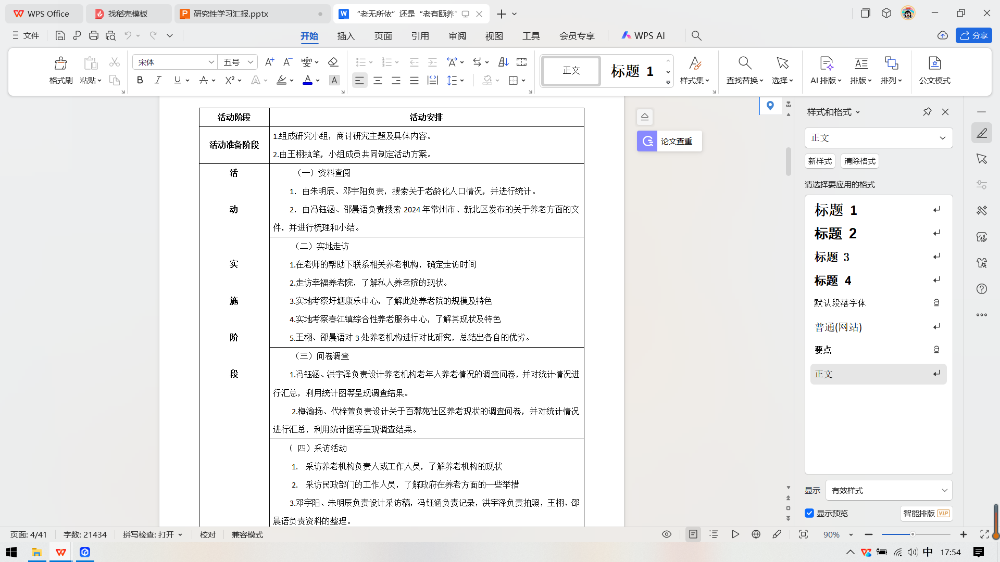 WPS Office
找稻壳模板
研究性学习汇报.pptx
“老无所依”还是“老有颐养”
文件
开始
插入
页面
引用
审阅
视图
工具
会员专享
WPS AI
分享
格式刷
粘贴
宋体
五号
正文
标题 1
样式集
查找替换
选择
AI 排版
排版
排列
公文模式
活动阶段
活动安排
活动准备阶段
1.组成研究小组，商讨研究主题及具体内容。
2.由王栩执笔，小组成员共同制定活动方案。
活
动
实
施
阶
段
（一）资料查阅
1. 由朱明辰、邓宇阳负责，搜索关于老龄化人口情况，并进行统计。
2. 由冯钰涵、邵晨语负责搜索 2024 年常州市、新北区发布的关于养老方面的文
件，并进行梳理和小结。
（二）实地走访
1.在老师的帮助下联系相关养老机构，确定走访时间
2.走访幸福养老院，了解私人养老院的现状。
3.实地考察圩塘康乐中心，了解此处养老院的规模及特色
4.实地考察春江镇综合性养老服务中心，了解其现状及特色
5.王栩、邵晨语对 3 处养老机构进行对比研究，总结出各自的优劣。
（三）问卷调查
1.冯钰涵、洪宇泽负责设计养老机构老年人养老情况的调查问卷，并对统计情况进
行汇总，利用统计图等呈现调查结果。
2.梅渝扬、代梓萱负责设计关于百馨苑社区养老现状的调查问卷，并对统计情况
进行汇总，利用统计图等呈现调查结果。
（ 四）采访活动
1. 采访养老机构负责人或工作人员，了解养老机构的现状
2. 采访民政部门的工作人员，了解政府在养老方面的一些举措
3.邓宇阳、朱明辰负责设计采访稿，冯钰涵负责记录，洪宇泽负责拍照，王栩、邵
晨语负责资料的整理。
论文查重
样式和格式
正文
新样式
清除格式
请选择要应用的格式
标题 1
标题 2
标题 3
标题 4
默认段落字体
普通(网站)
要点
正文
显示
有效样式
显示预览
智能排版 VIP
页面: 4/41
字数: 21434
拼写检查: 打开
校对
兼容模式
90%
中
17:54